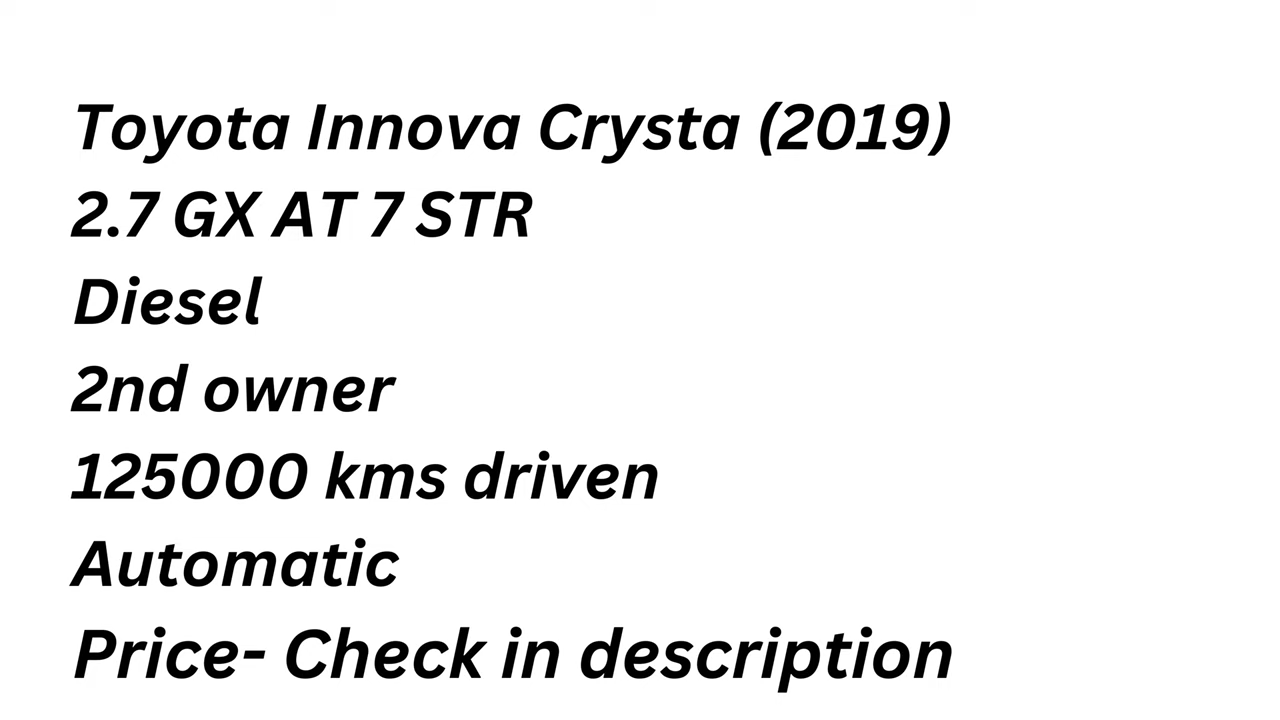 Toyota Innova Crysta (2019)
2.7 GX AT 7 STR
Diesel
2nd owner
125000 kms driven
Automatic
Price- Check in description